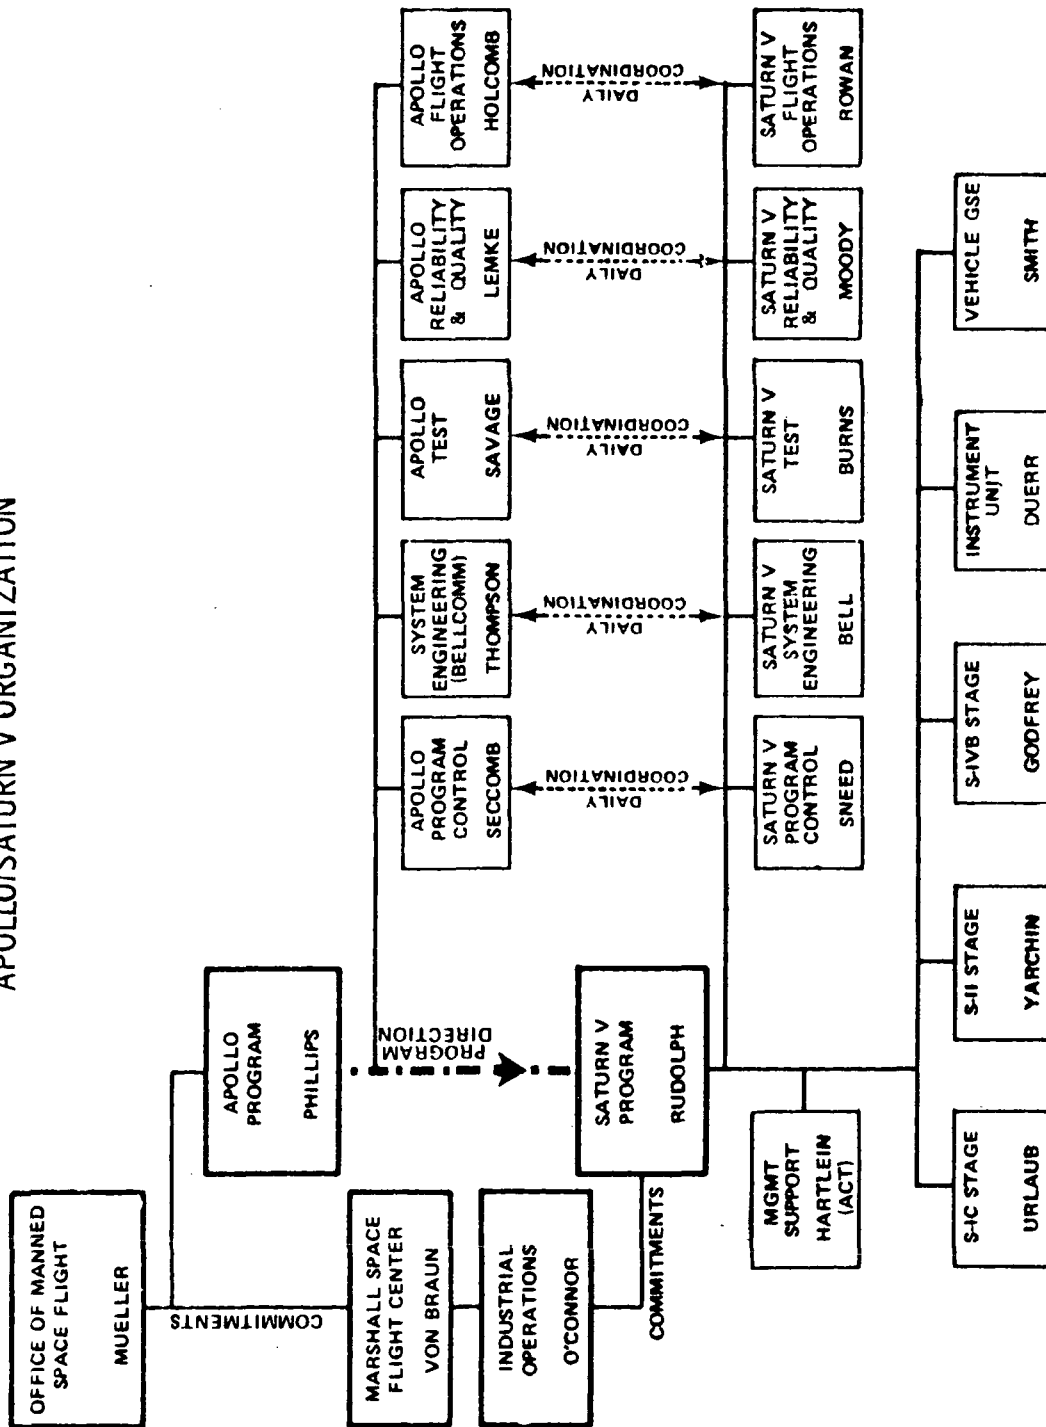 APOLLO/SATURN V ORGANIZATION
OFFICE OF MANNED
SPACE FLIGHT
MUELLER
COMMITMENTS
APOLLO
PROGRAM
PHILLIPS
MARSHALL SPACE
FLIGHT CENTER
VON BRAUN
INDUSTRIAL
OPERATIONS
O'CONNOR
COMMITMENTS
PROGRAM
DIRECTION
SATURN V
PROGRAM
RUDOLPH
MGMT
SUPPORT
HARTLEIN
(ACT)
APOLLO
PROGRAM
CONTROL
SECCOMB
SYSTEM
ENGINEERING
(BELLCOMM)
THOMPSON
APOLLO
TEST
SAVAGE
APOLLO
RELIABILITY
& QUALITY
LEMKE
APOLLO
FLIGHT
OPERATIONS
HOLCOMB
DAILY
COORDINATION
DAILY
COORDINATION
DAILY
COORDINATION
DAILY
COORDINATION
DAILY
COORDINATION
SATURN V
PROGRAM
CONTROL
SNEED
SATURN V
SYSTEM
ENGINEERING
BELL
SATURN V
TEST
BURNS
SATURN V
RELIABILITY
& QUALITY
MOODY
SATURN V
FLIGHT
OPERATIONS
ROWAN
S-IC STAGE
URLAUB
S-II STAGE
YARCHIN
S-IVB STAGE
GODFREY
INSTRUMENT
UNIT
DUERR
VEHICLE GSE
SMITH